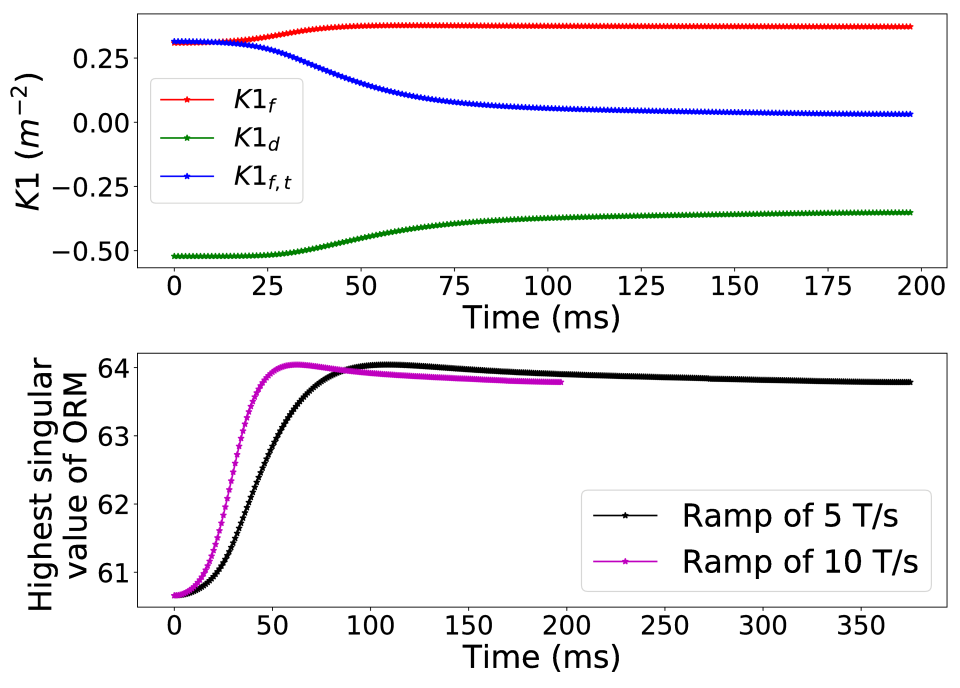 K1 (m⁻²)
0.25
0.00
−0.25
−0.50
K1_f
K1_d
K1_{f,t}
0 25 50 75 100 125 150 175 200
Time (ms)
Highest singular
value of ORM
64
63
62
61
Ramp of 5 T/s
Ramp of 10 T/s
0 50 100 150 200 250 300 350
Time (ms)